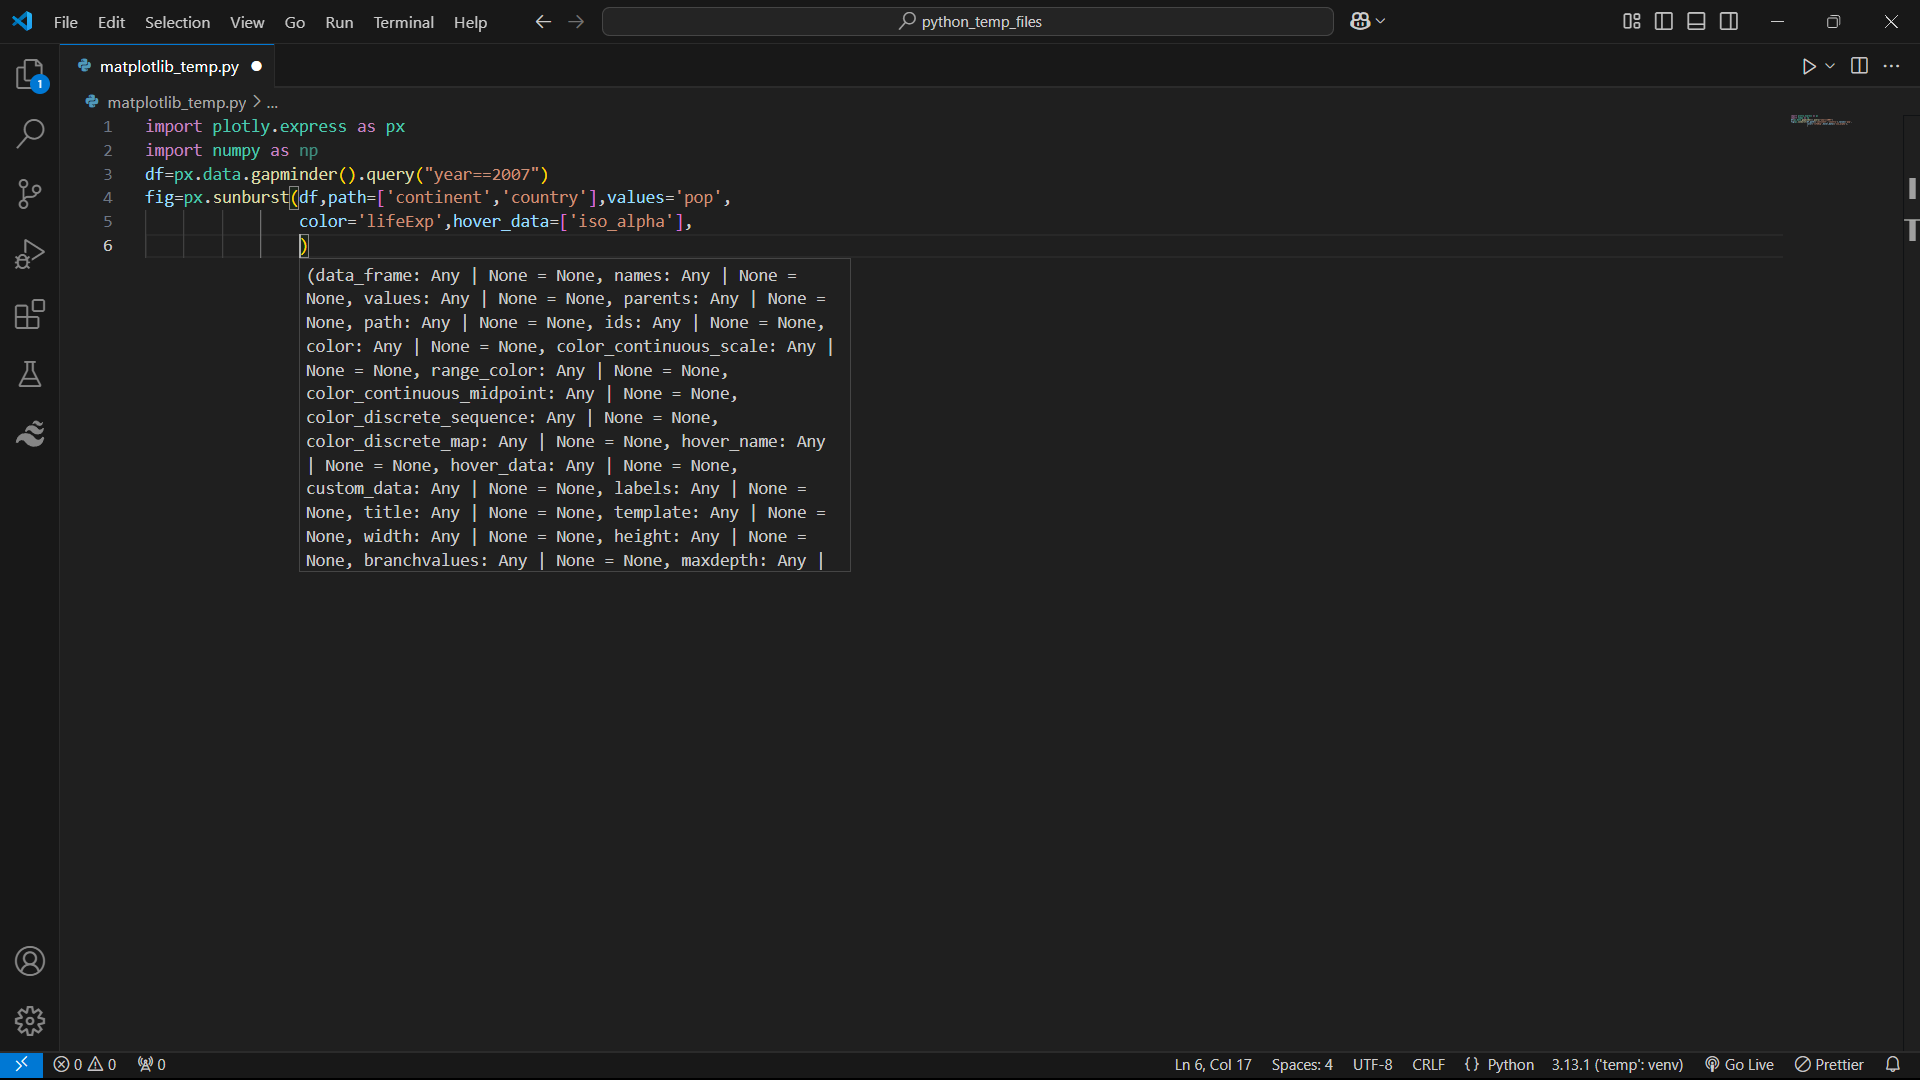 File Edit Selection View Go Run Terminal Help
python_temp_files
1
matplotlib_temp.py
matplotlib_temp.py > ...
1 import plotly.express as px
2 import numpy as np
3 df=px.data.gapminder().query("year==2007")
4 fig=px.sunburst(df,path=['continent','country'],values='pop',
5 color='lifeExp',hover_data=['iso_alpha'],
6 )
(data_frame: Any | None = None, names: Any | None =
None, values: Any | None = None, parents: Any | None =
None, path: Any | None = None, ids: Any | None = None,
color: Any | None = None, color_continuous_scale: Any |
None = None, range_color: Any | None = None,
color_continuous_midpoint: Any | None = None,
color_discrete_sequence: Any | None = None,
color_discrete_map: Any | None = None, hover_name: Any
| None = None, hover_data: Any | None = None,
custom_data: Any | None = None, labels: Any | None =
None, title: Any | None = None, template: Any | None =
None, width: Any | None = None, height: Any | None =
None, branchvalues: Any | None = None, maxdepth: Any |
0 0 0 Ln 6, Col 17 Spaces: 4 UTF-8 CRLF {} Python 3.13.1 ('temp': venv) Go Live Prettier